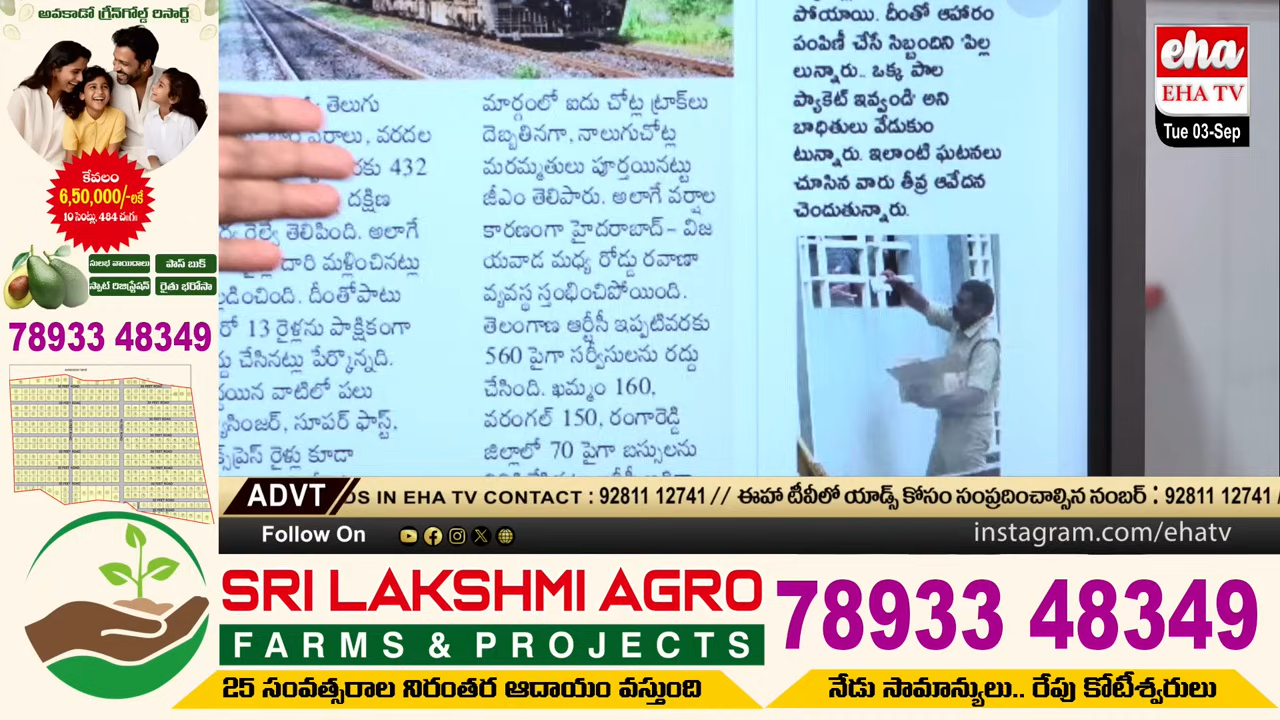 అవకాడో గ్రీన్‌గోల్డ్ రిసార్ట్
కేవలం
6,50,000/-లకే
10 సెంట్లు, 484 చ॥గ॥
సులభ వాయిదాలు
పాస్ బుక్
స్పాట్ రిజిస్ట్రేషన్
రైతు భరోసా
78933 48349
తెలుగు
వరదల
432
దక్షిణ
రైల్వే తెలిపింది. అలాగే
దారి మళ్లించినట్లు
దీంతోపాటు
13 రైళ్లను పాక్షికంగా
చేసినట్లు పేర్కొన్నది.
వాటిలో పలు
సూపర్ ఫాస్ట్,
రైళ్లు కూడా
మార్గంలో ఐదు చోట్ల ట్రాక్‌లు
దెబ్బతినగా, నాలుగుచోట్ల
మరమ్మతులు పూర్తయినట్టు
జీఎం తెలిపారు. అలాగే వర్షాల
కారణంగా హైదరాబాద్– విజ
యవాడ మధ్య రోడ్డు రవాణా
వ్యవస్థ స్తంభించిపోయింది.
తెలంగాణ ఆర్టీసీ ఇప్పటివరకు
560 పైగా సర్వీసులను రద్దు
చేసింది. ఖమ్మం 160,
వరంగల్ 150, రంగారెడ్డి
జిల్లాలో 70 పైగా బస్సులను
పోయాయి. దీంతో ఆహారం
పంపిణీ చేసే సిబ్బందిని 'పిల్ల
లున్నారు.. ఒక్క పాల
ప్యాకెట్ ఇవ్వండి' అని
బాధితులు వేడుకుం
టున్నారు. ఇలాంటి ఘటనలు
చూసిన వారు తీవ్ర ఆవేదన
చెందుతున్నారు.
eha
EHA TV
Tue 03-Sep
ADVT
DS IN EHA TV CONTACT : 92811 12741 // ఈహా టీవీలో యాడ్స్ కోసం సంప్రదించాల్సిన నంబర్ : 92811 12741 /
Follow On
instagram.com/ehatv
SRI LAKSHMI AGRO
FARMS & PROJECTS
78933 48349
25 సంవత్సరాల నిరంతర ఆదాయం వస్తుంది
నేడు సామాన్యులు.. రేపు కోటీశ్వరులు